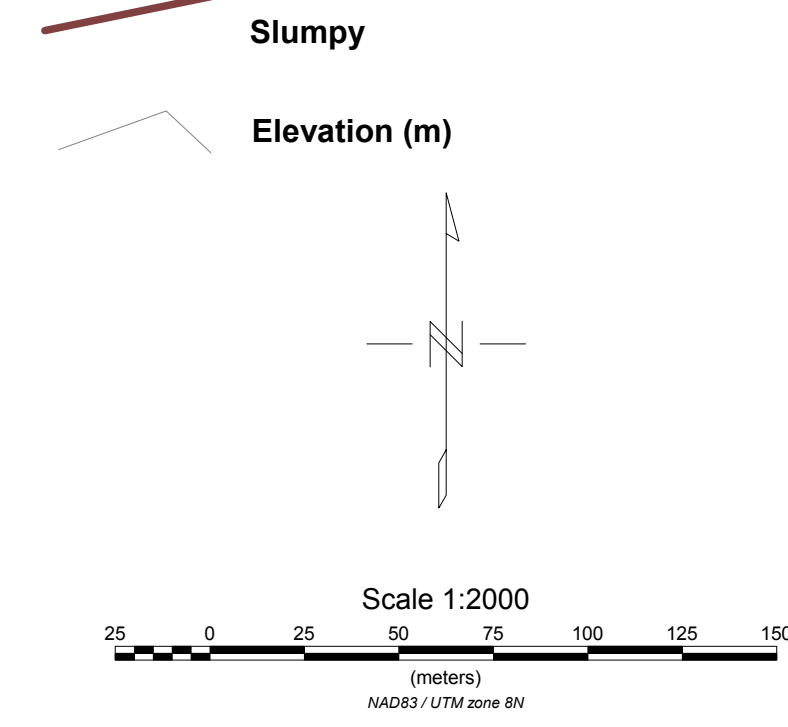 Slumpy
Elevation (m)
N
Scale 1:2000
25 0 25 50 75 100 125 150
(meters)
NAD83 / UTM zone 8N